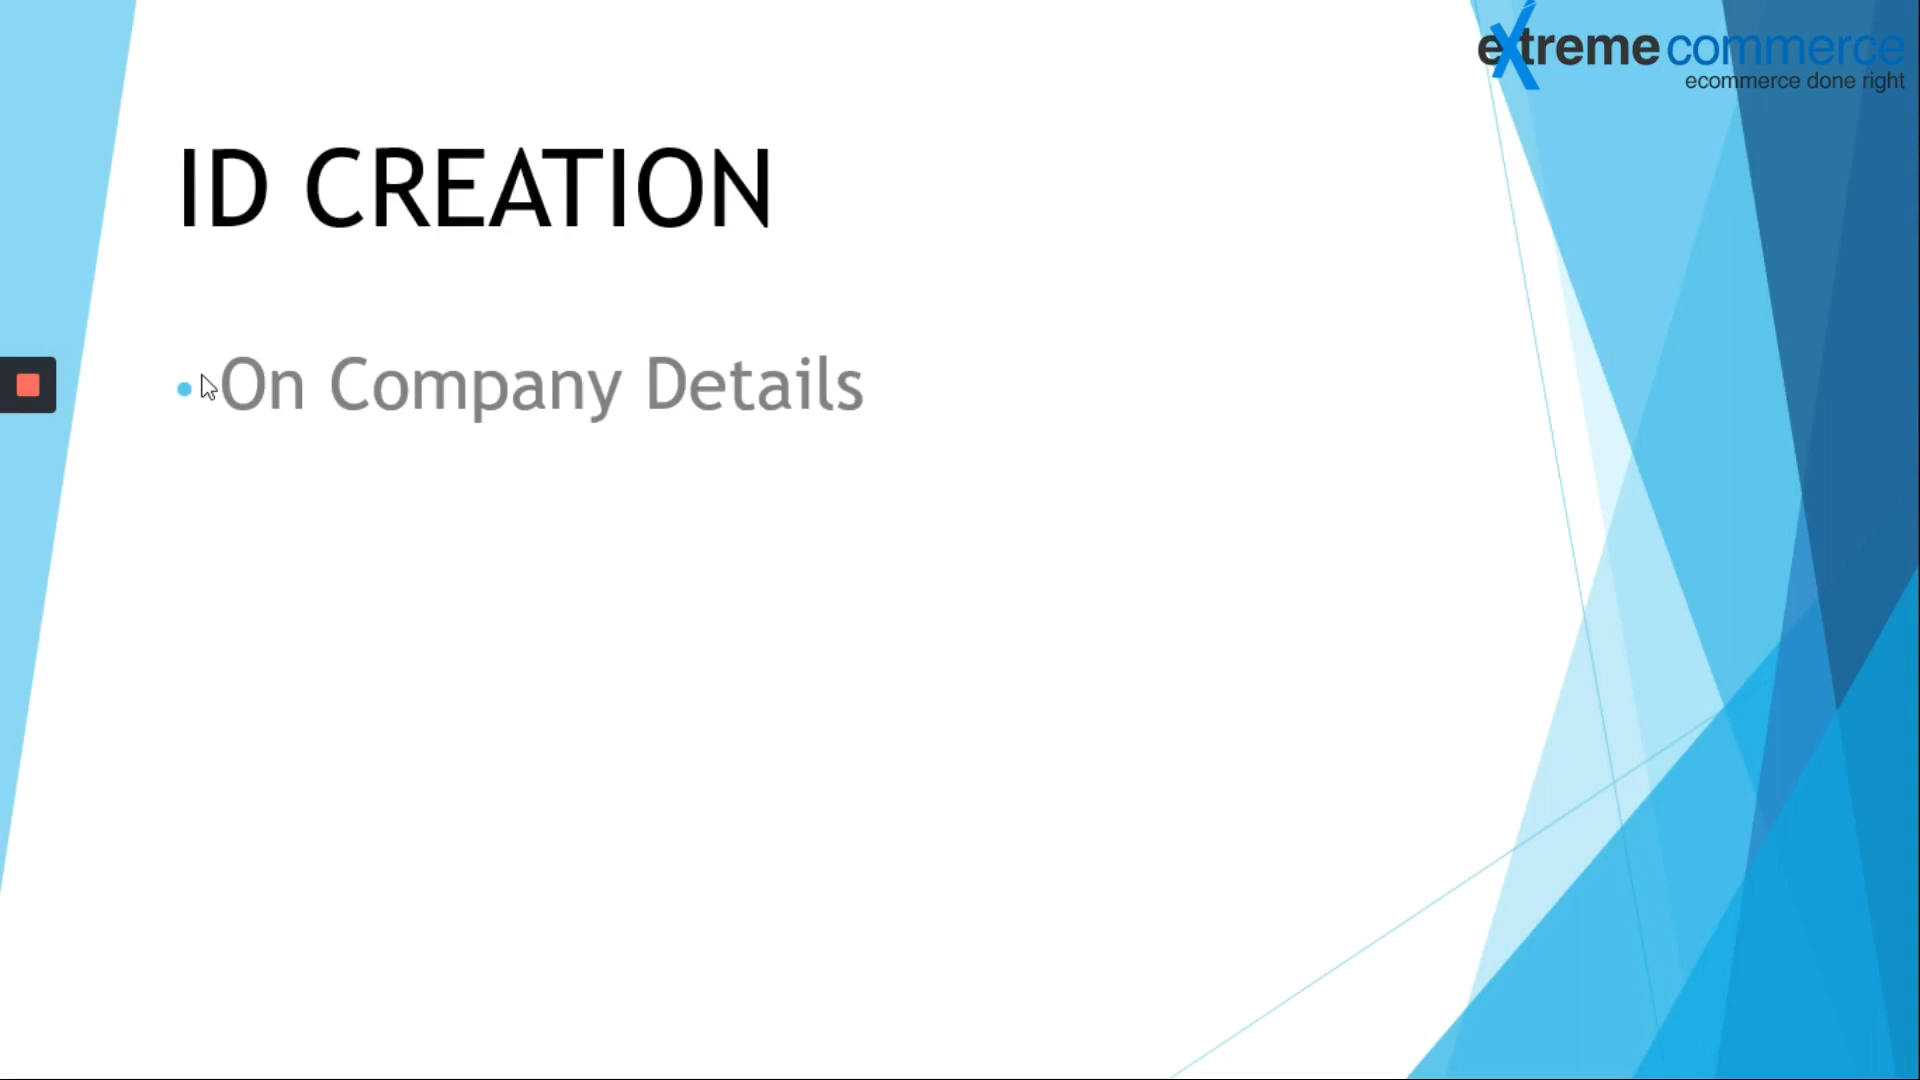 extreme commerce
ecommerce done right
ID CREATION
• On Company Details